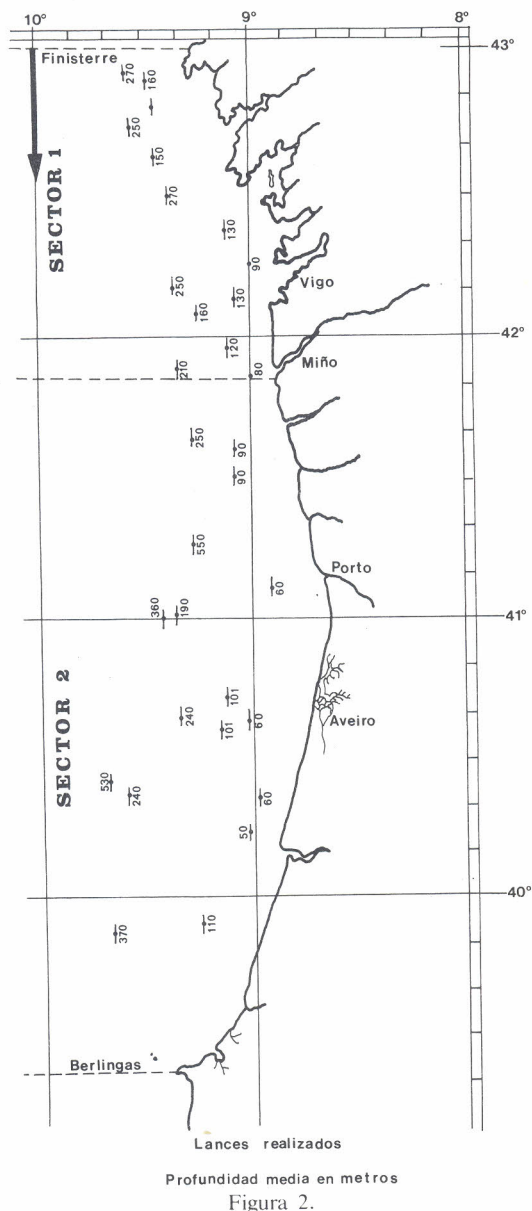 10° 9° 8°
43°
Finisterre
270
160
250
150
SECTOR 1
270
130
90
250
130
Vigo
160
42°
120
Miño
210
80
250
90
90
550
Porto
60
360
190
41°
SECTOR 2
101
240
60
101
Aveiro
530
240
60
50
40°
110
370
Berlingas
Lances realizados
Profundidad media en metros
Figura 2.